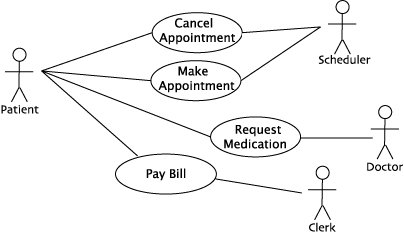 Cancel
Appointment
Scheduler
Make
Appointment
Patient
Request
Medication
Doctor
Pay Bill
Clerk